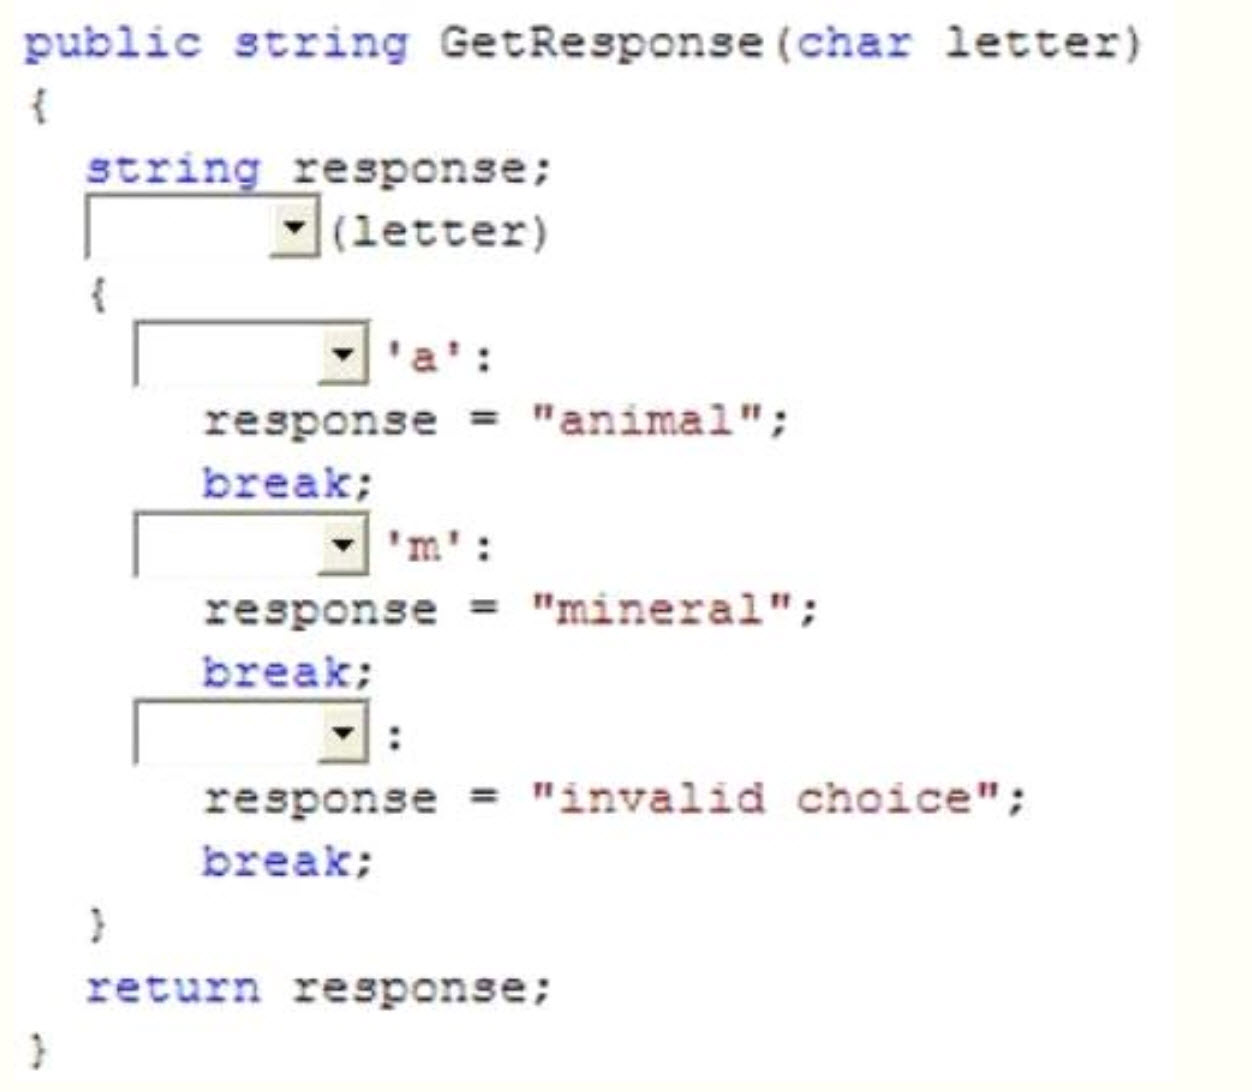 public string GetResponse(char letter)
{
string response;
(letter)
{
'a':
response = "animal";
break;
'm':
response = "mineral";
break;
:
response = "invalid choice";
break;
}
return response;
}